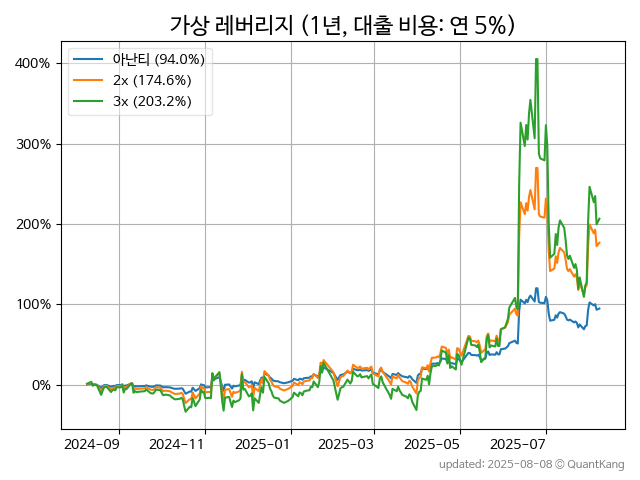 가상 레버리지 (1년, 대출 비용: 연 5%)
아난티 (94.0%)
2x (174.6%)
3x (203.2%)
400%
300%
200%
100%
0%
2024-09
2024-11
2025-01
2025-03
2025-05
2025-07
updated: 2025-08-08 © QuantKang